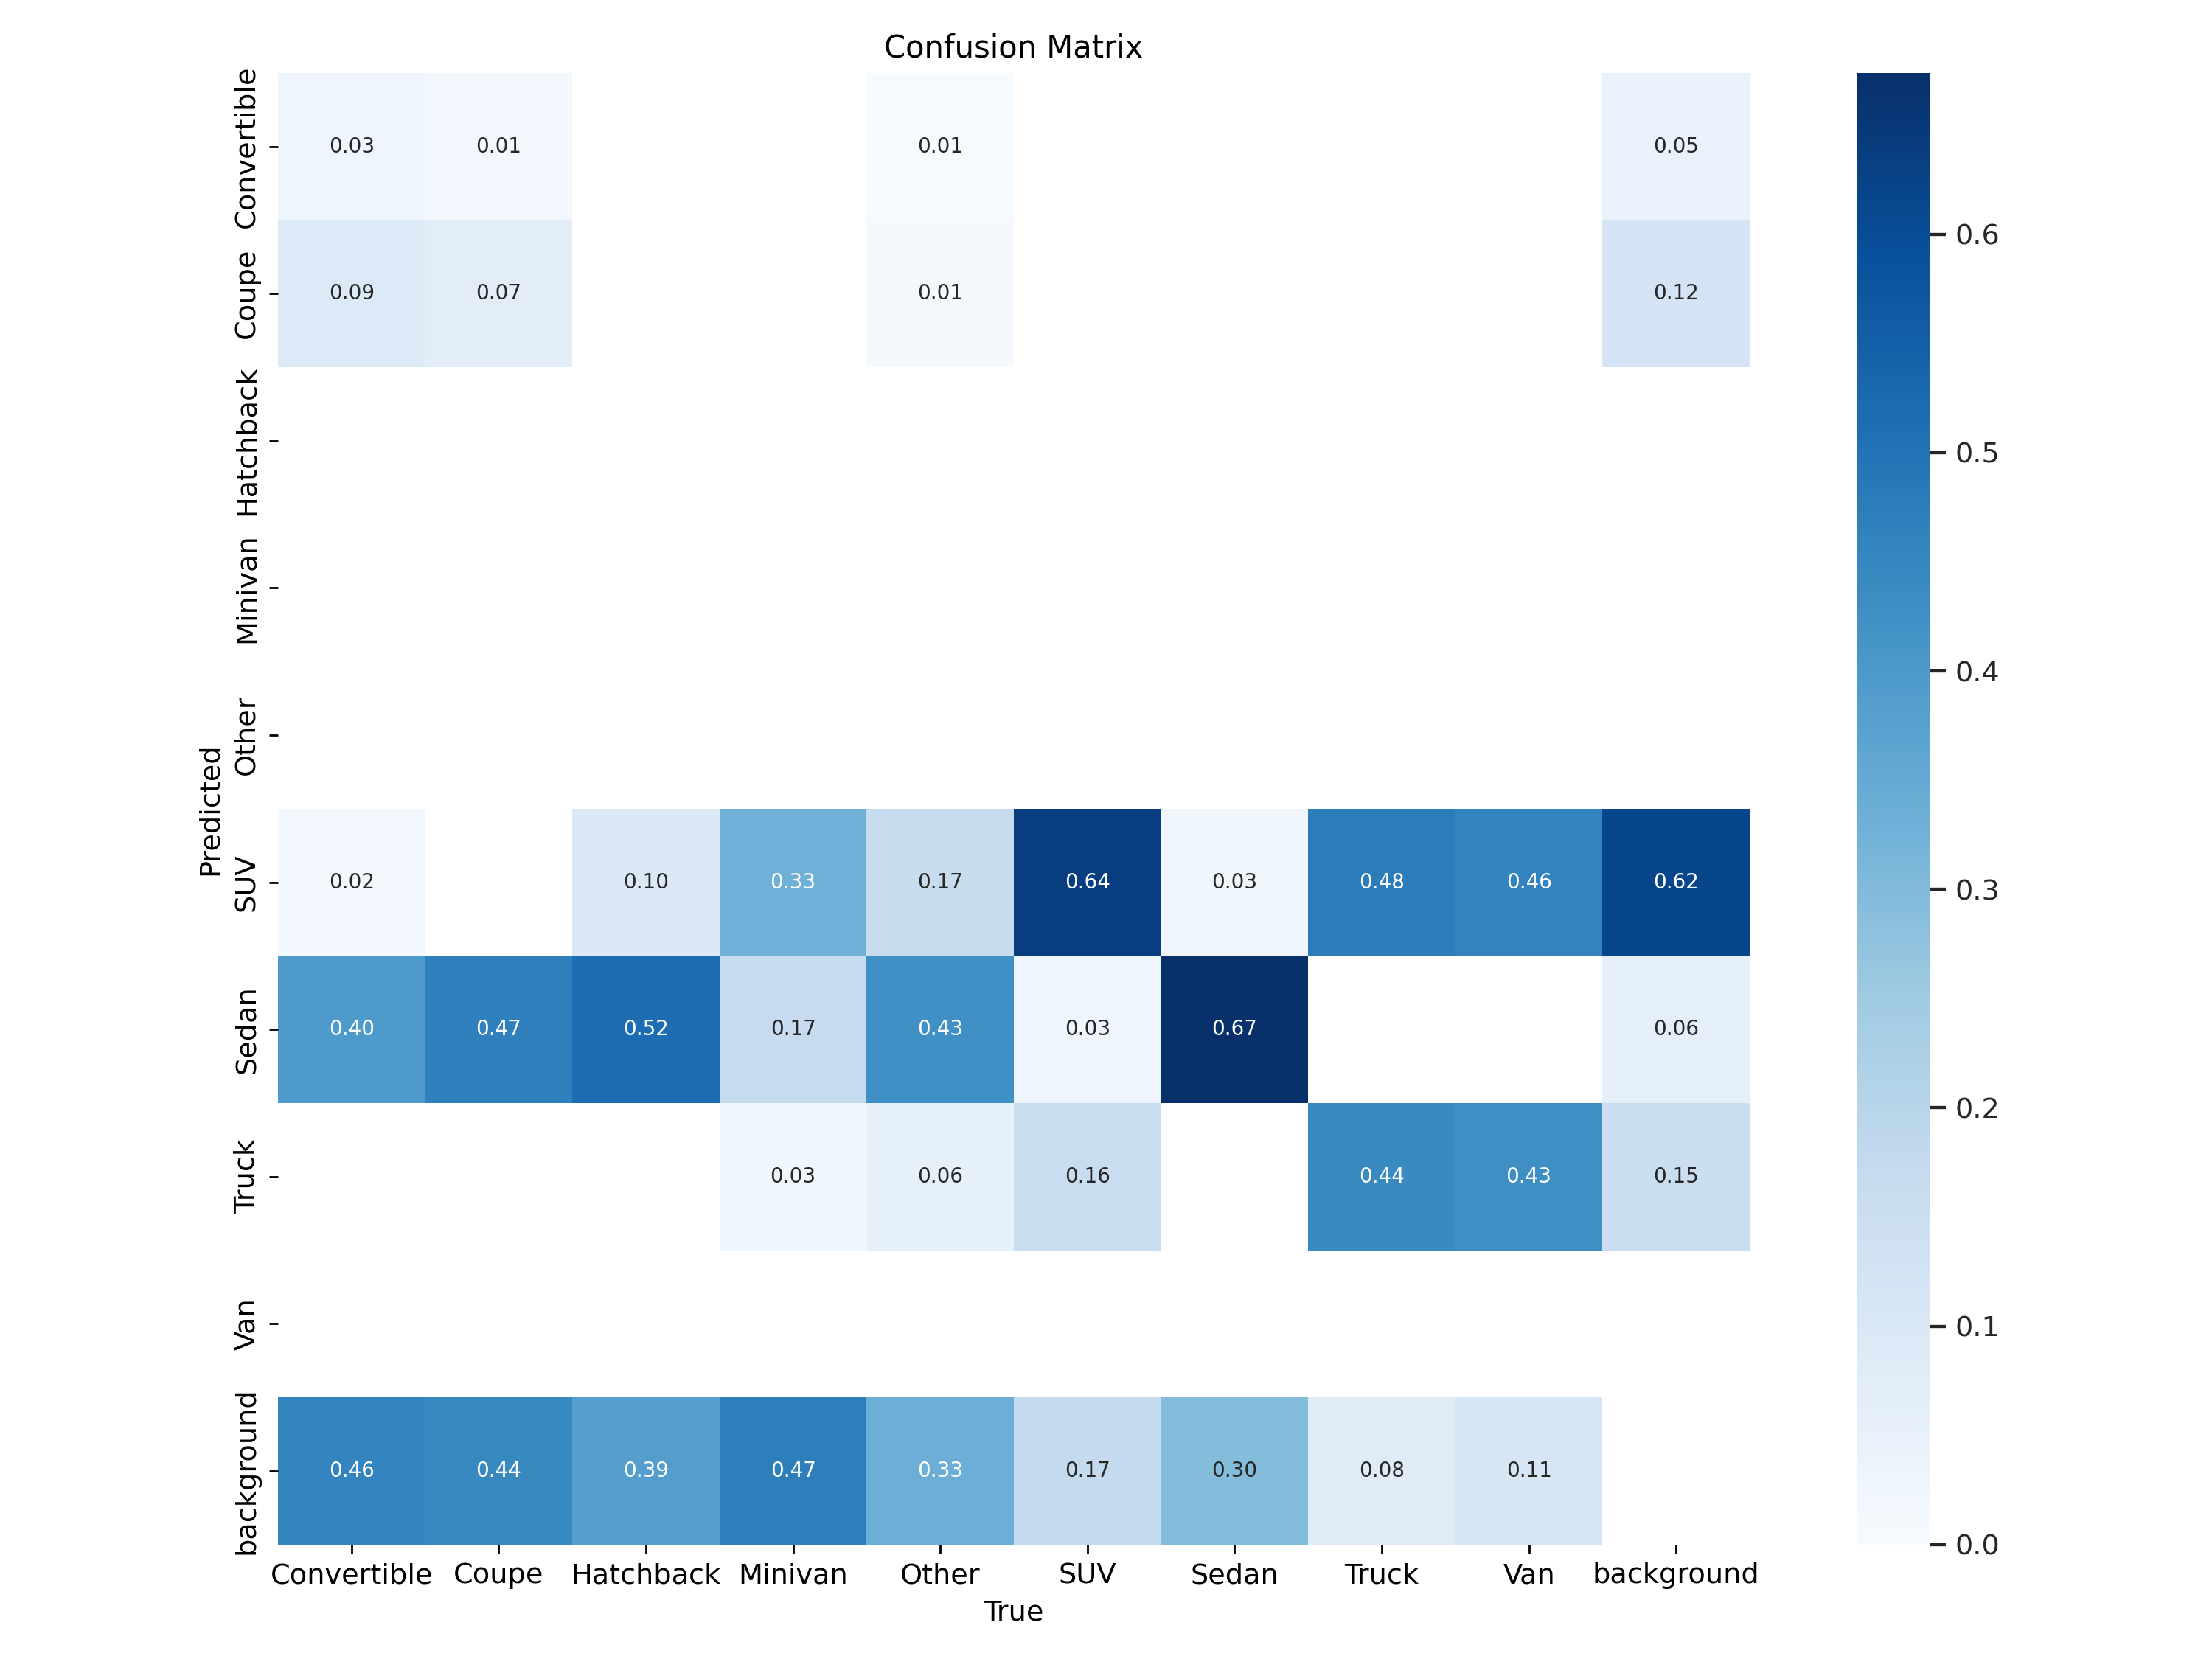 Confusion Matrix
Convertible
0.03 0.01 0.01 0.05
Coupe
0.09 0.07 0.01 0.12
Hatchback
Minivan
Other
SUV
0.02 0.10 0.33 0.17 0.64 0.03 0.48 0.46 0.62
Sedan
0.40 0.47 0.52 0.17 0.43 0.03 0.67 0.06
Truck
0.03 0.06 0.16 0.44 0.43 0.15
Van
background
0.46 0.44 0.39 0.47 0.33 0.17 0.30 0.08 0.11
Predicted
Convertible Coupe Hatchback Minivan Other SUV Sedan Truck Van background
True
0.6
0.5
0.4
0.3
0.2
0.1
0.0